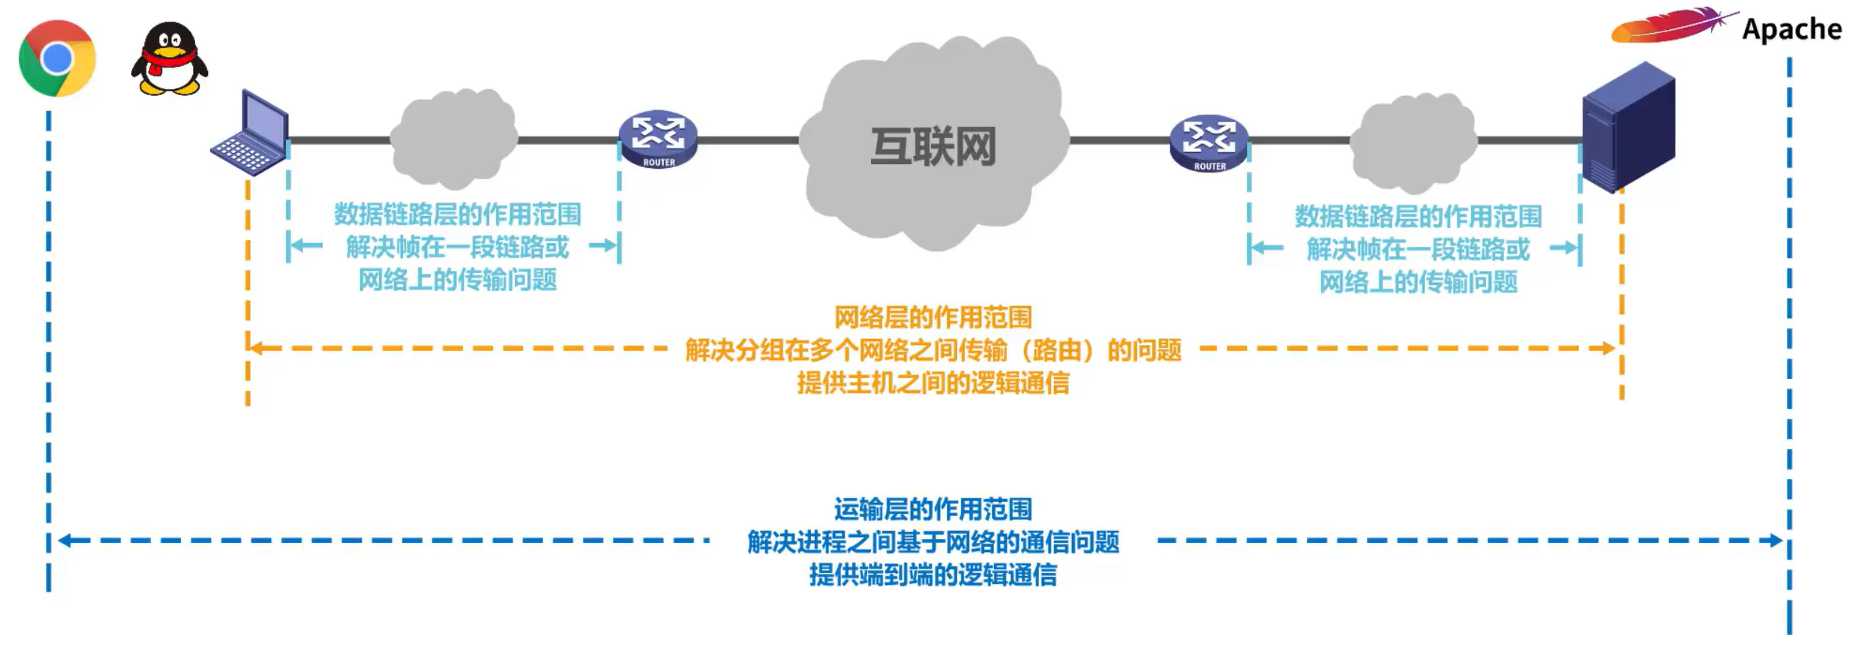 Apache
互联网
ROUTER
ROUTER
数据链路层的作用范围
解决帧在一段链路或
网络上的传输问题
数据链路层的作用范围
解决帧在一段链路或
网络上的传输问题
网络层的作用范围
解决分组在多个网络之间传输（路由）的问题
提供主机之间的逻辑通信
运输层的作用范围
解决进程之间基于网络的通信问题
提供端到端的逻辑通信